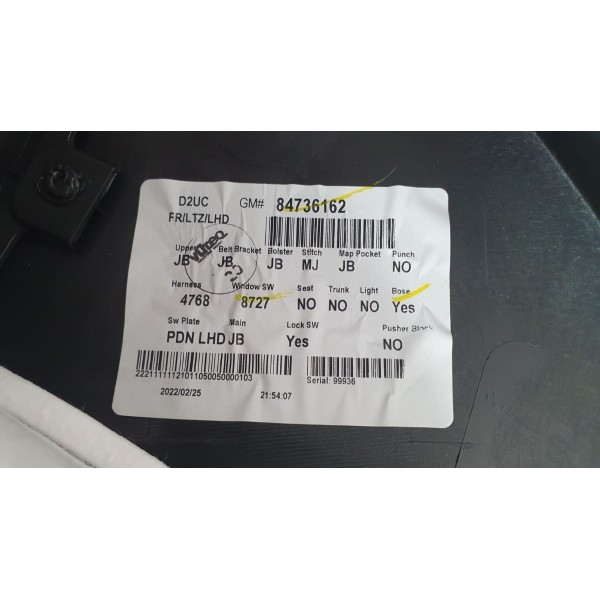 D2UC GM# 84736162
FR/LTZ/LHD
Upper Belt Bracket Bolster Stitch Map Pocket Punch
JB JB JB MJ JB NO
Harness Window SW Seat Trunk Light Bose
4768 8727 NO NO NO Yes
Sw Plate Main Lock SW Pusher Block
PDN LHD JB Yes NO
22211111121011050050000103
Serial: 99936
2022/02/25 21:54:07